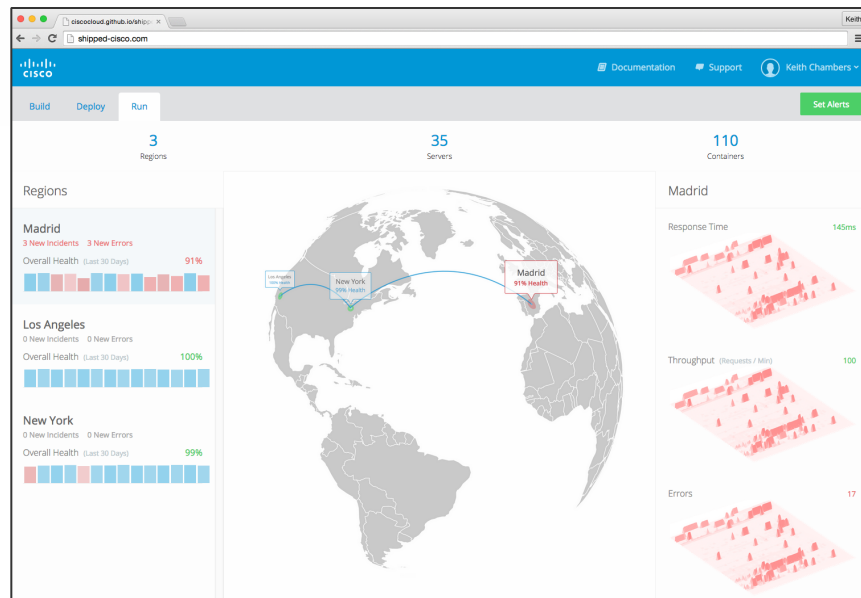 ciscocloud.github.io/shipp
shipped-cisco.com
Keith
CISCO
Documentation
Support
Keith Chambers
Build
Deploy
Run
Set Alerts
3
Regions
35
Servers
110
Containers
Regions
Madrid
3 New Incidents 3 New Errors
Overall Health (Last 30 Days) 91%
Los Angeles
0 New Incidents 0 New Errors
Overall Health (Last 30 Days) 100%
New York
0 New Incidents 0 New Errors
Overall Health (Last 30 Days) 99%
Los Angeles
100% Health
New York
99% Health
Madrid
91% Health
Madrid
Response Time 145ms
Throughput (Requests / Min) 100
Errors 17